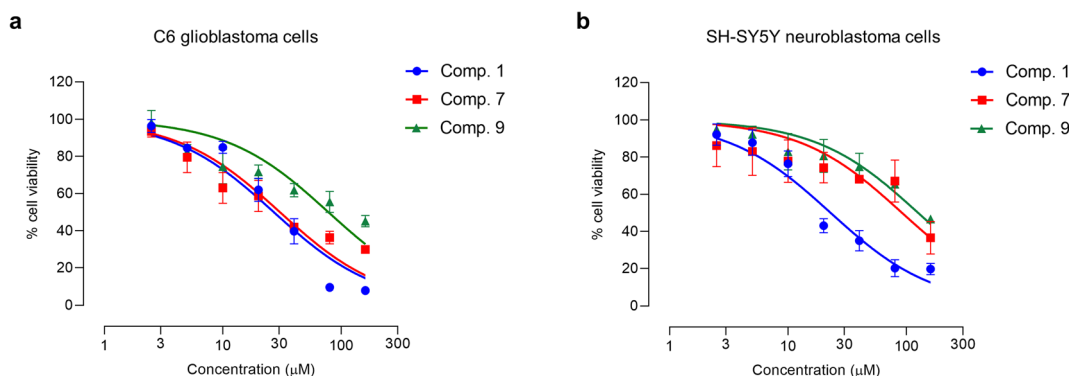 a
C6 glioblastoma cells
Comp. 1
Comp. 7
Comp. 9
120
100
80
60
40
20
0
% cell viability
1 3 10 30 100 300
Concentration (μM)
b
SH-SY5Y neuroblastoma cells
Comp. 1
Comp. 7
Comp. 9
120
100
80
60
40
20
0
% cell viability
1 3 10 30 100 300
Concentration (μM)